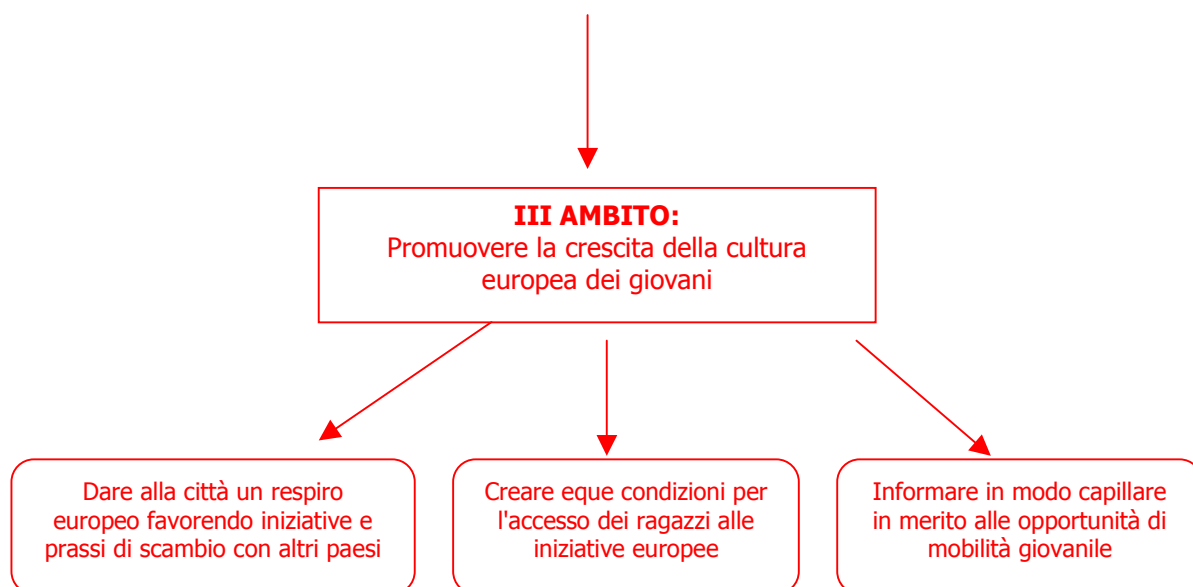 III AMBITO:
Promuovere la crescita della cultura
europea dei giovani
Dare alla città un respiro
europeo favorendo iniziative e
prassi di scambio con altri paesi
Creare eque condizioni per
l'accesso dei ragazzi alle
iniziative europee
Informare in modo capillare
in merito alle opportunità di
mobilità giovanile